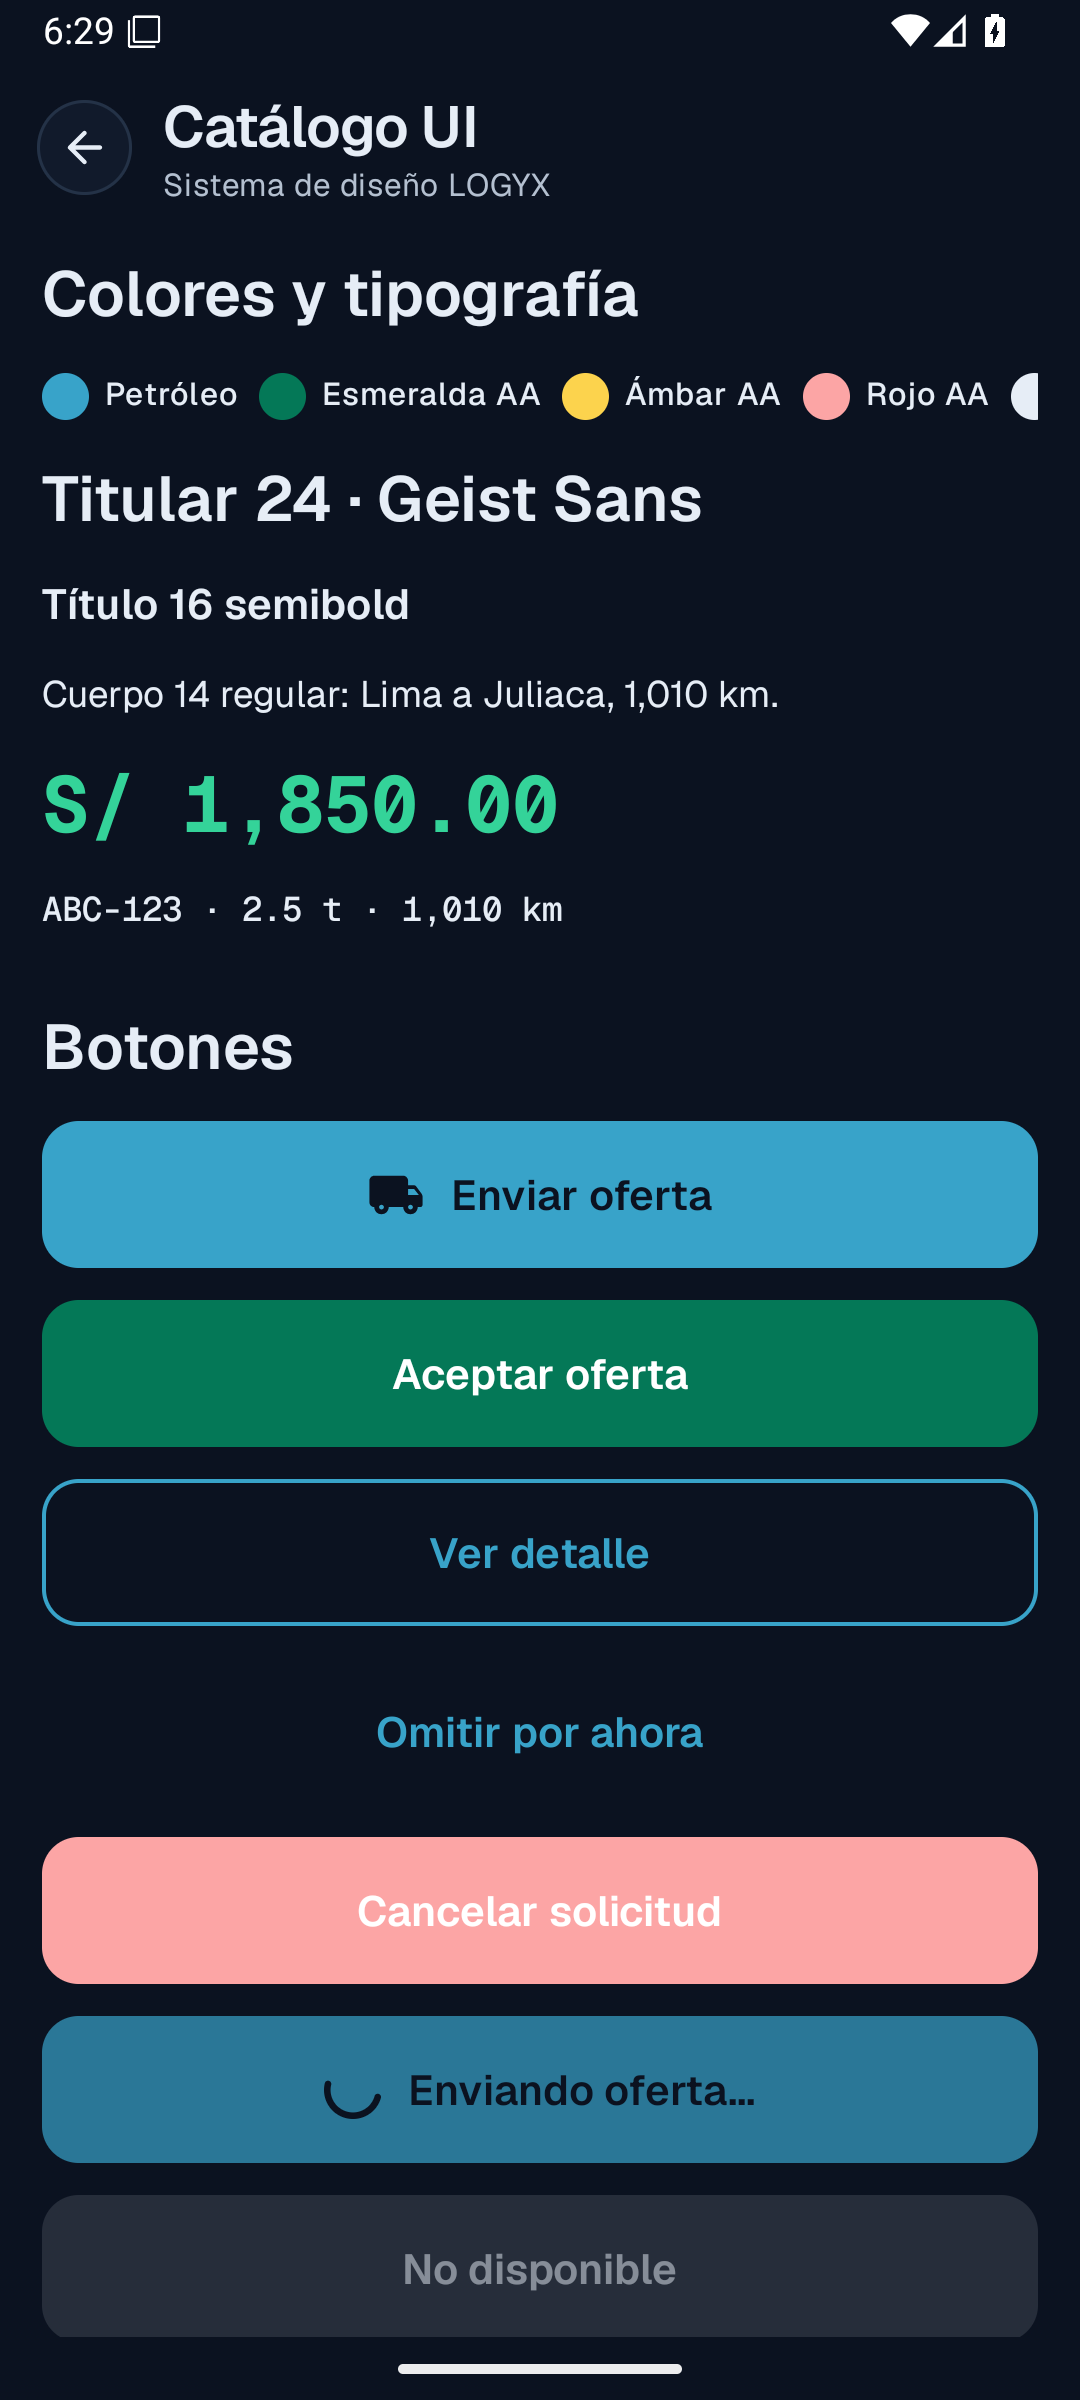 6:29
Catálogo UI
Sistema de diseño LOGYX
Colores y tipografía
Petróleo Esmeralda AA Ámbar AA Rojo AA
Titular 24 · Geist Sans
Título 16 semibold
Cuerpo 14 regular: Lima a Juliaca, 1,010 km.
S/ 1,850.00
ABC-123 · 2.5 t · 1,010 km
Botones
Enviar oferta
Aceptar oferta
Ver detalle
Omitir por ahora
Cancelar solicitud
Enviando oferta…
No disponible